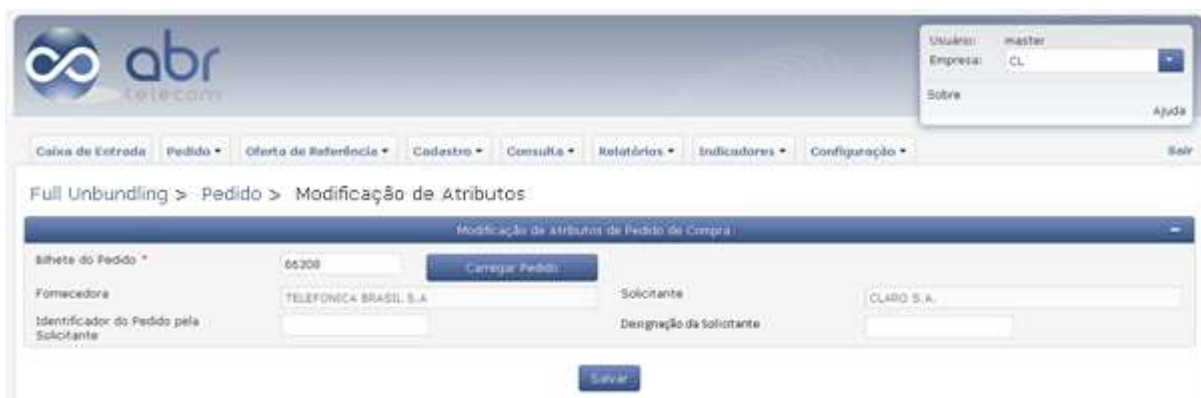 abr
telecom
Usuário: master
Empresa: CL
Sobre
Ajuda
Caixa de Entrada Pedido Oferta de Referência Cadastro Consulta Relatórios Indicadores Configuração Sair
Full Unbundling > Pedido > Modificação de Atributos
Modificação de Atributos de Pedido de Compra
Bilhete do Pedido * 66308 Carregar Pedido
Fornecedora TELEFONICA BRASIL S.A Solicitante CLARO S.A.
Identificador do Pedido pela Solicitante Designação da Solicitante
Salvar